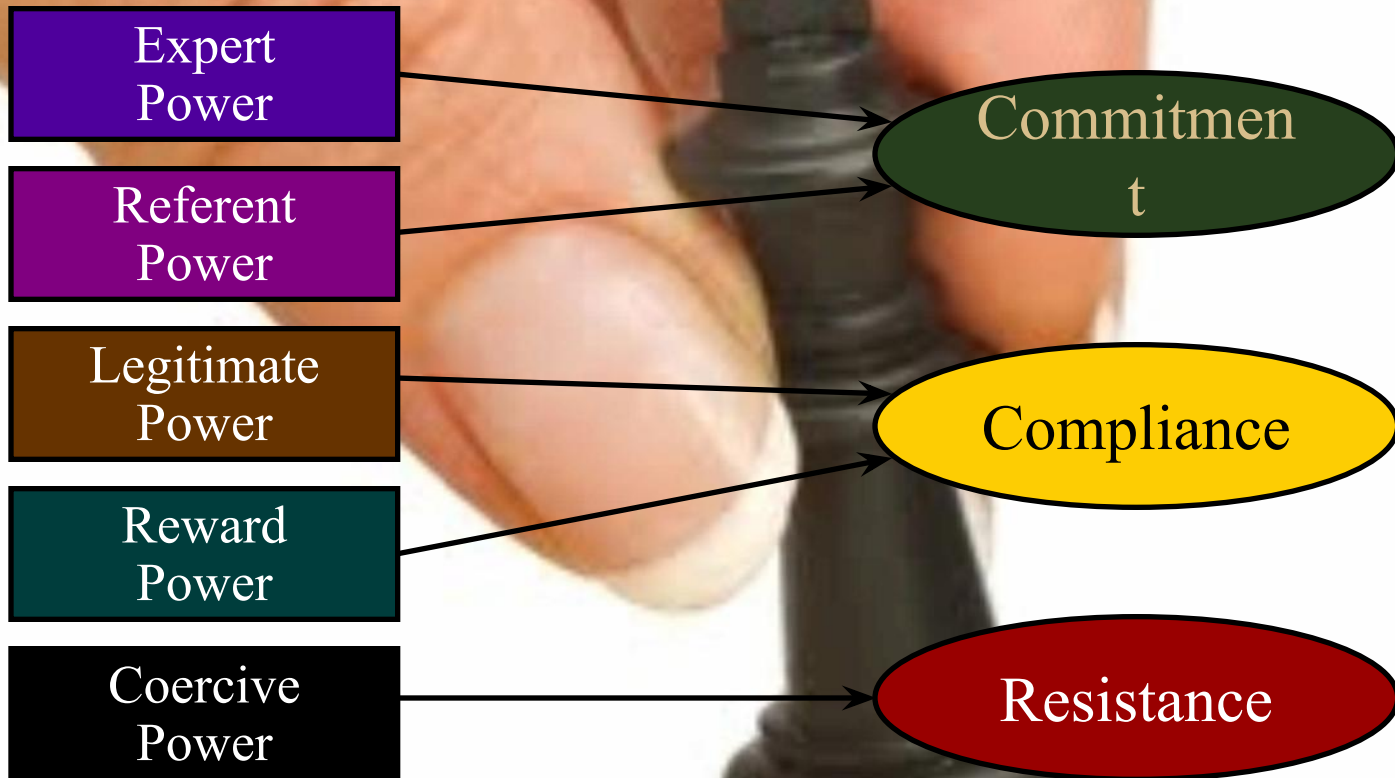 Expert
Power
Referent
Power
Legitimate
Power
Reward
Power
Coercive
Power
Commitmen
t
Compliance
Resistance